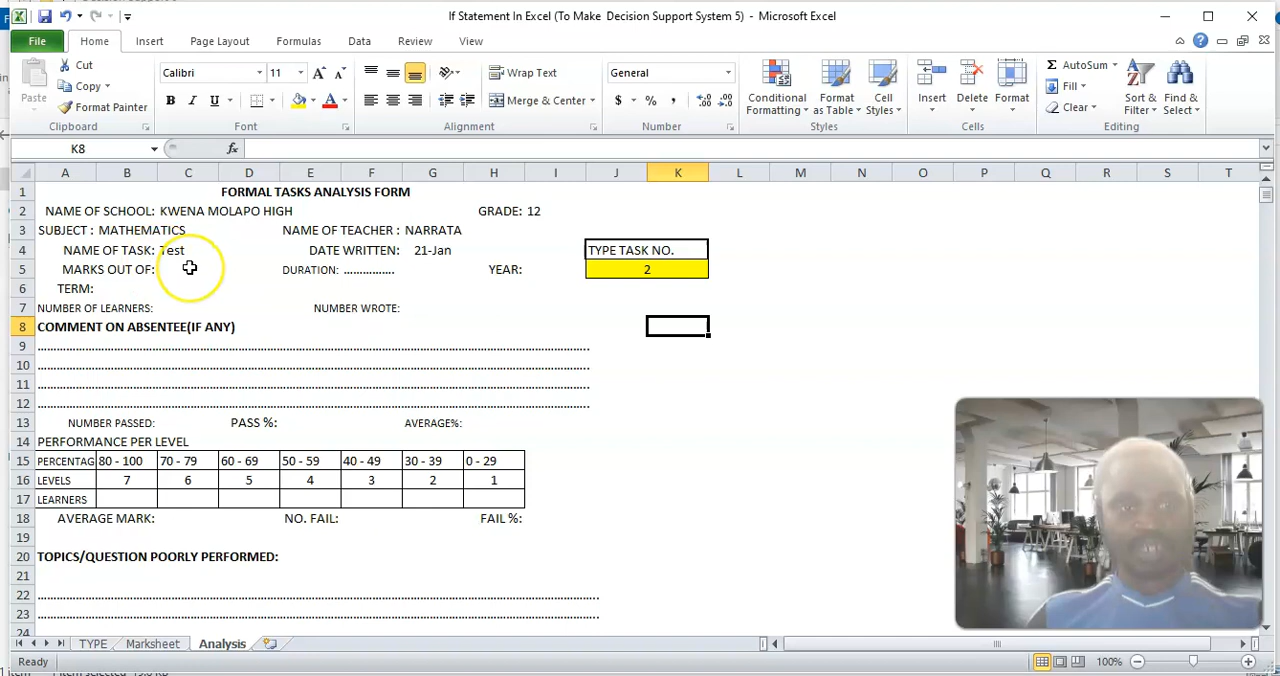 If Statement In Excel (To Make Decision Support System 5) - Microsoft Excel
File Home Insert Page Layout Formulas Data Review View
Paste
Cut
Copy
Format Painter
Clipboard
Calibri 11
B I U
Font
Wrap Text
Merge & Center
Alignment
General
$ % ,
Number
Conditional Formatting
Format as Table
Cell Styles
Styles
Insert Delete Format
Cells
AutoSum
Fill
Clear
Sort & Filter
Find & Select
Editing
K8 fx
A B C D E F G H I J K L M N O P Q R S T
1 FORMAL TASKS ANALYSIS FORM
2 NAME OF SCHOOL: KWENA MOLAPO HIGH GRADE: 12
3 SUBJECT : MATHEMATICS NAME OF TEACHER : NARRATA
4 NAME OF TASK: Test DATE WRITTEN: 21-Jan TYPE TASK NO.
5 MARKS OUT OF: DURATION: ............... YEAR: 2
6 TERM:
7 NUMBER OF LEARNERS: NUMBER WROTE:
8 COMMENT ON ABSENTEE(IF ANY)
9
10
11
12
13 NUMBER PASSED: PASS %: AVERAGE%:
14 PERFORMANCE PER LEVEL
15 PERCENTAG 80 - 100 70 - 79 60 - 69 50 - 59 40 - 49 30 - 39 0 - 29
16 LEVELS 7 6 5 4 3 2 1
17 LEARNERS
18 AVERAGE MARK: NO. FAIL: FAIL %:
19
20 TOPICS/QUESTION POORLY PERFORMED:
21
22
23
24
TYPE Marksheet Analysis
Ready 100%